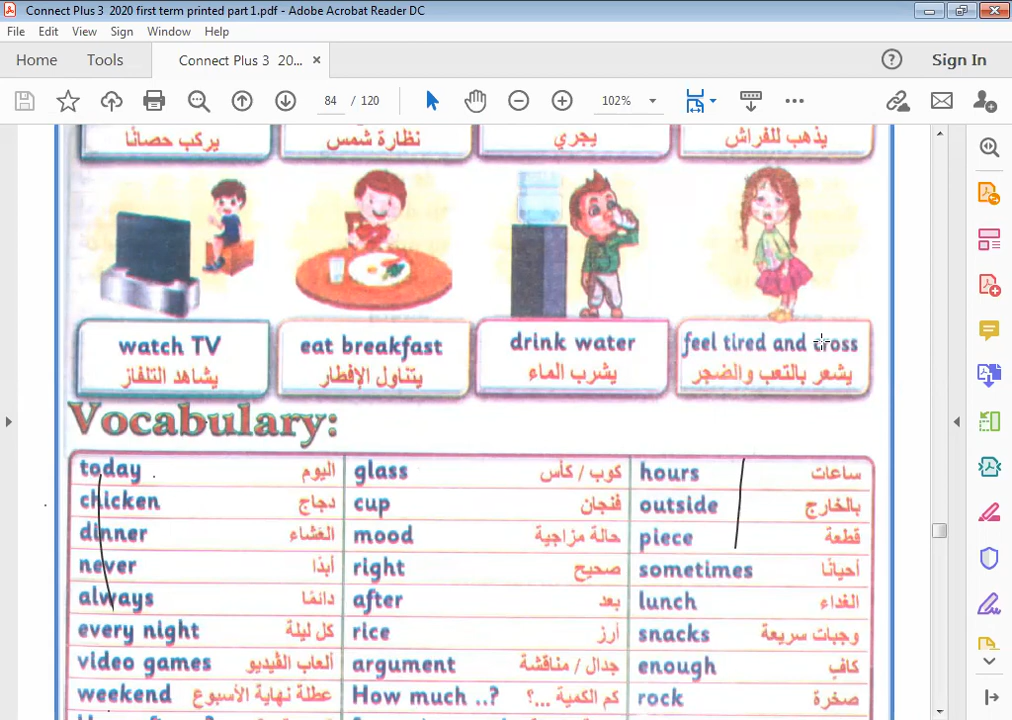 Connect Plus 3 2020 first term printed part 1.pdf - Adobe Acrobat Reader DC
File Edit View Sign Window Help
Home Tools Connect Plus 3 20... × Sign In
84 / 120 102%
يركب حصانًا نظارة شمس يجري يذهب للفراش
watch TV eat breakfast drink water feel tired and cross
يشاهد التلفاز يتناول الإفطار يشرب الماء يشعر بالتعب والضجر
Vocabulary:
today اليوم glass كوب / كأس hours ساعات
chicken دجاج cup فنجان outside بالخارج
dinner العشاء mood حالة مزاجية piece قطعة
never أبدًا right صحيح sometimes أحيانًا
always دائمًا after بعد lunch الغداء
every night كل ليلة rice أرز snacks وجبات سريعة
video games ألعاب الڤيديو argument جدال / مناقشة enough كافٍ
weekend عطلة نهاية الأسبوع How much ..? كم الكمية ...؟ rock صخرة